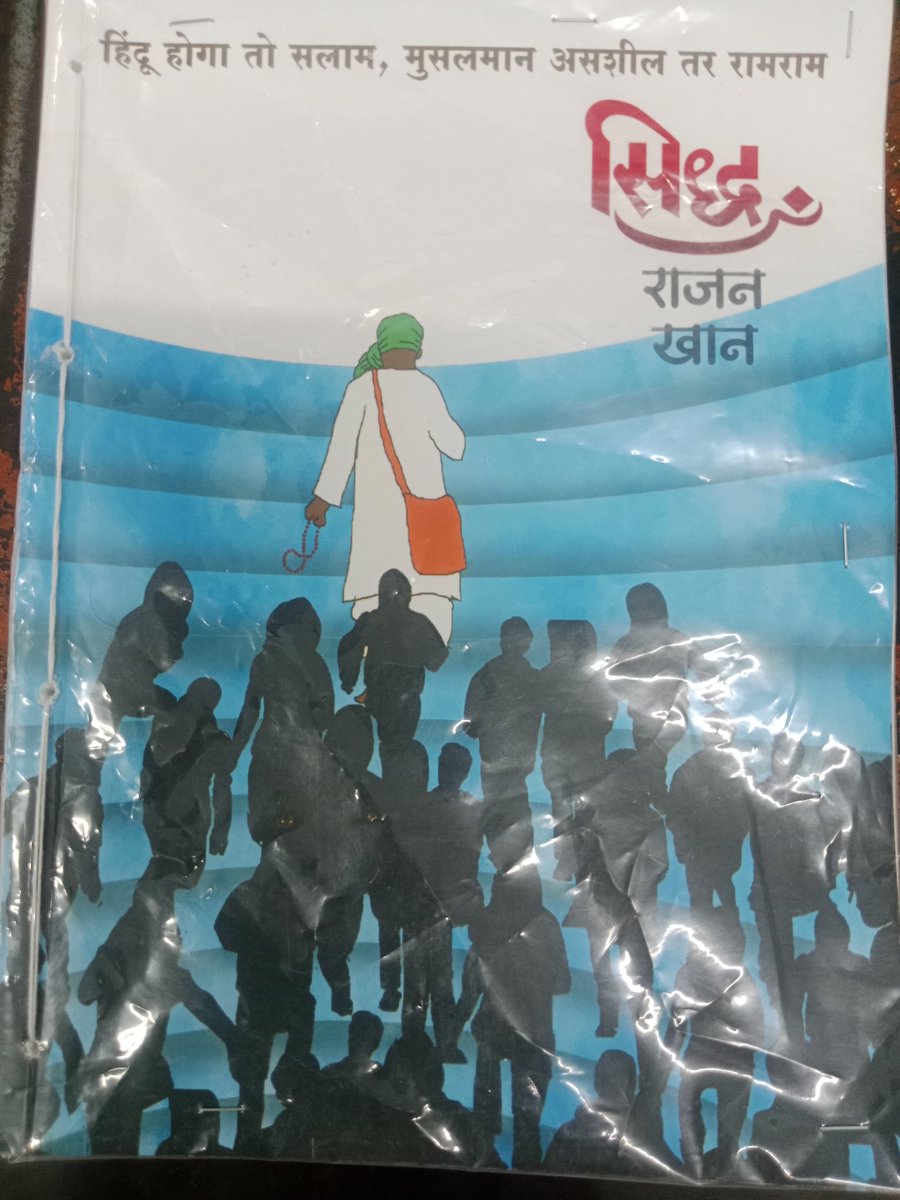 हिंदू होगा तो सलाम, मुसलमान असशील तर रामराम
सिद्ध
राजन
खान